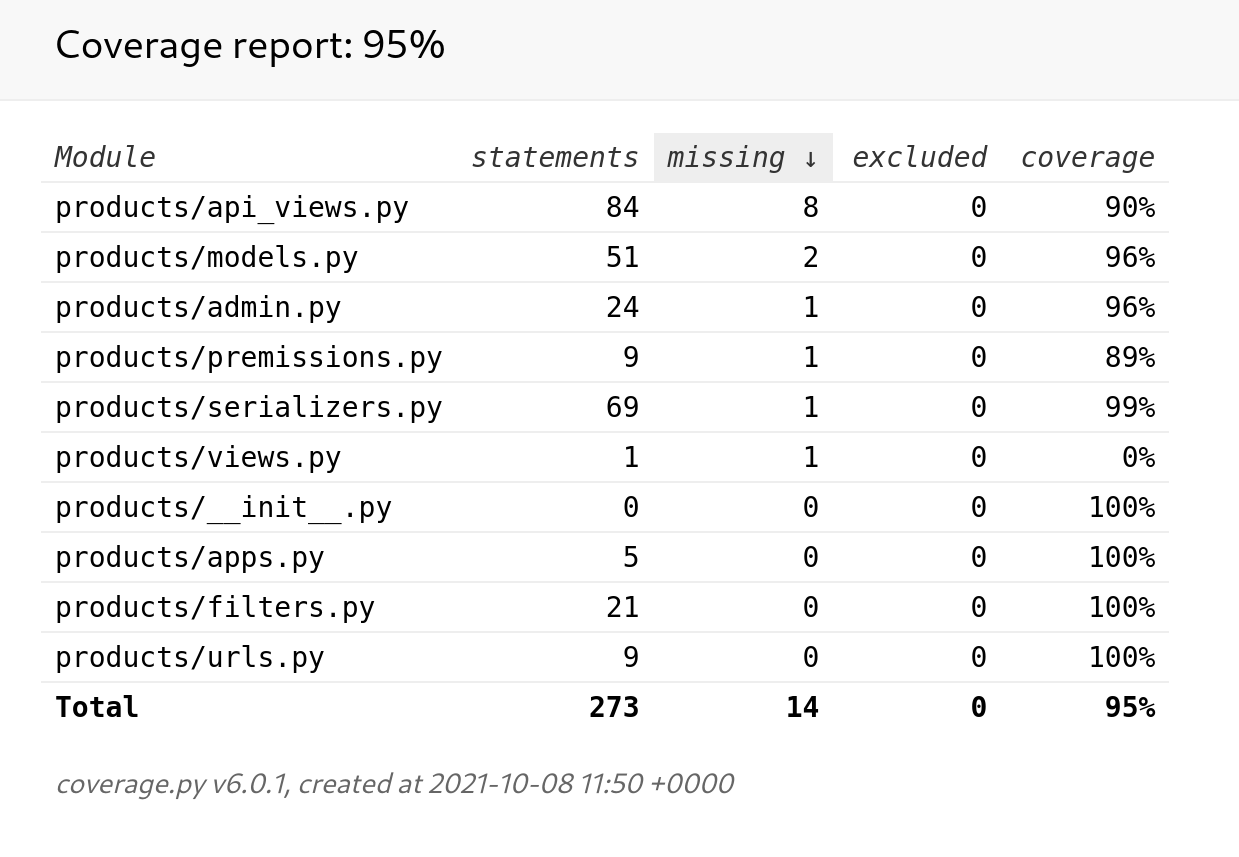 Coverage report: 95%
Module statements missing ↓ excluded coverage
products/api_views.py 84 8 0 90%
products/models.py 51 2 0 96%
products/admin.py 24 1 0 96%
products/premissions.py 9 1 0 89%
products/serializers.py 69 1 0 99%
products/views.py 1 1 0 0%
products/__init__.py 0 0 0 100%
products/apps.py 5 0 0 100%
products/filters.py 21 0 0 100%
products/urls.py 9 0 0 100%
Total 273 14 0 95%
coverage.py v6.0.1, created at 2021-10-08 11:50 +0000